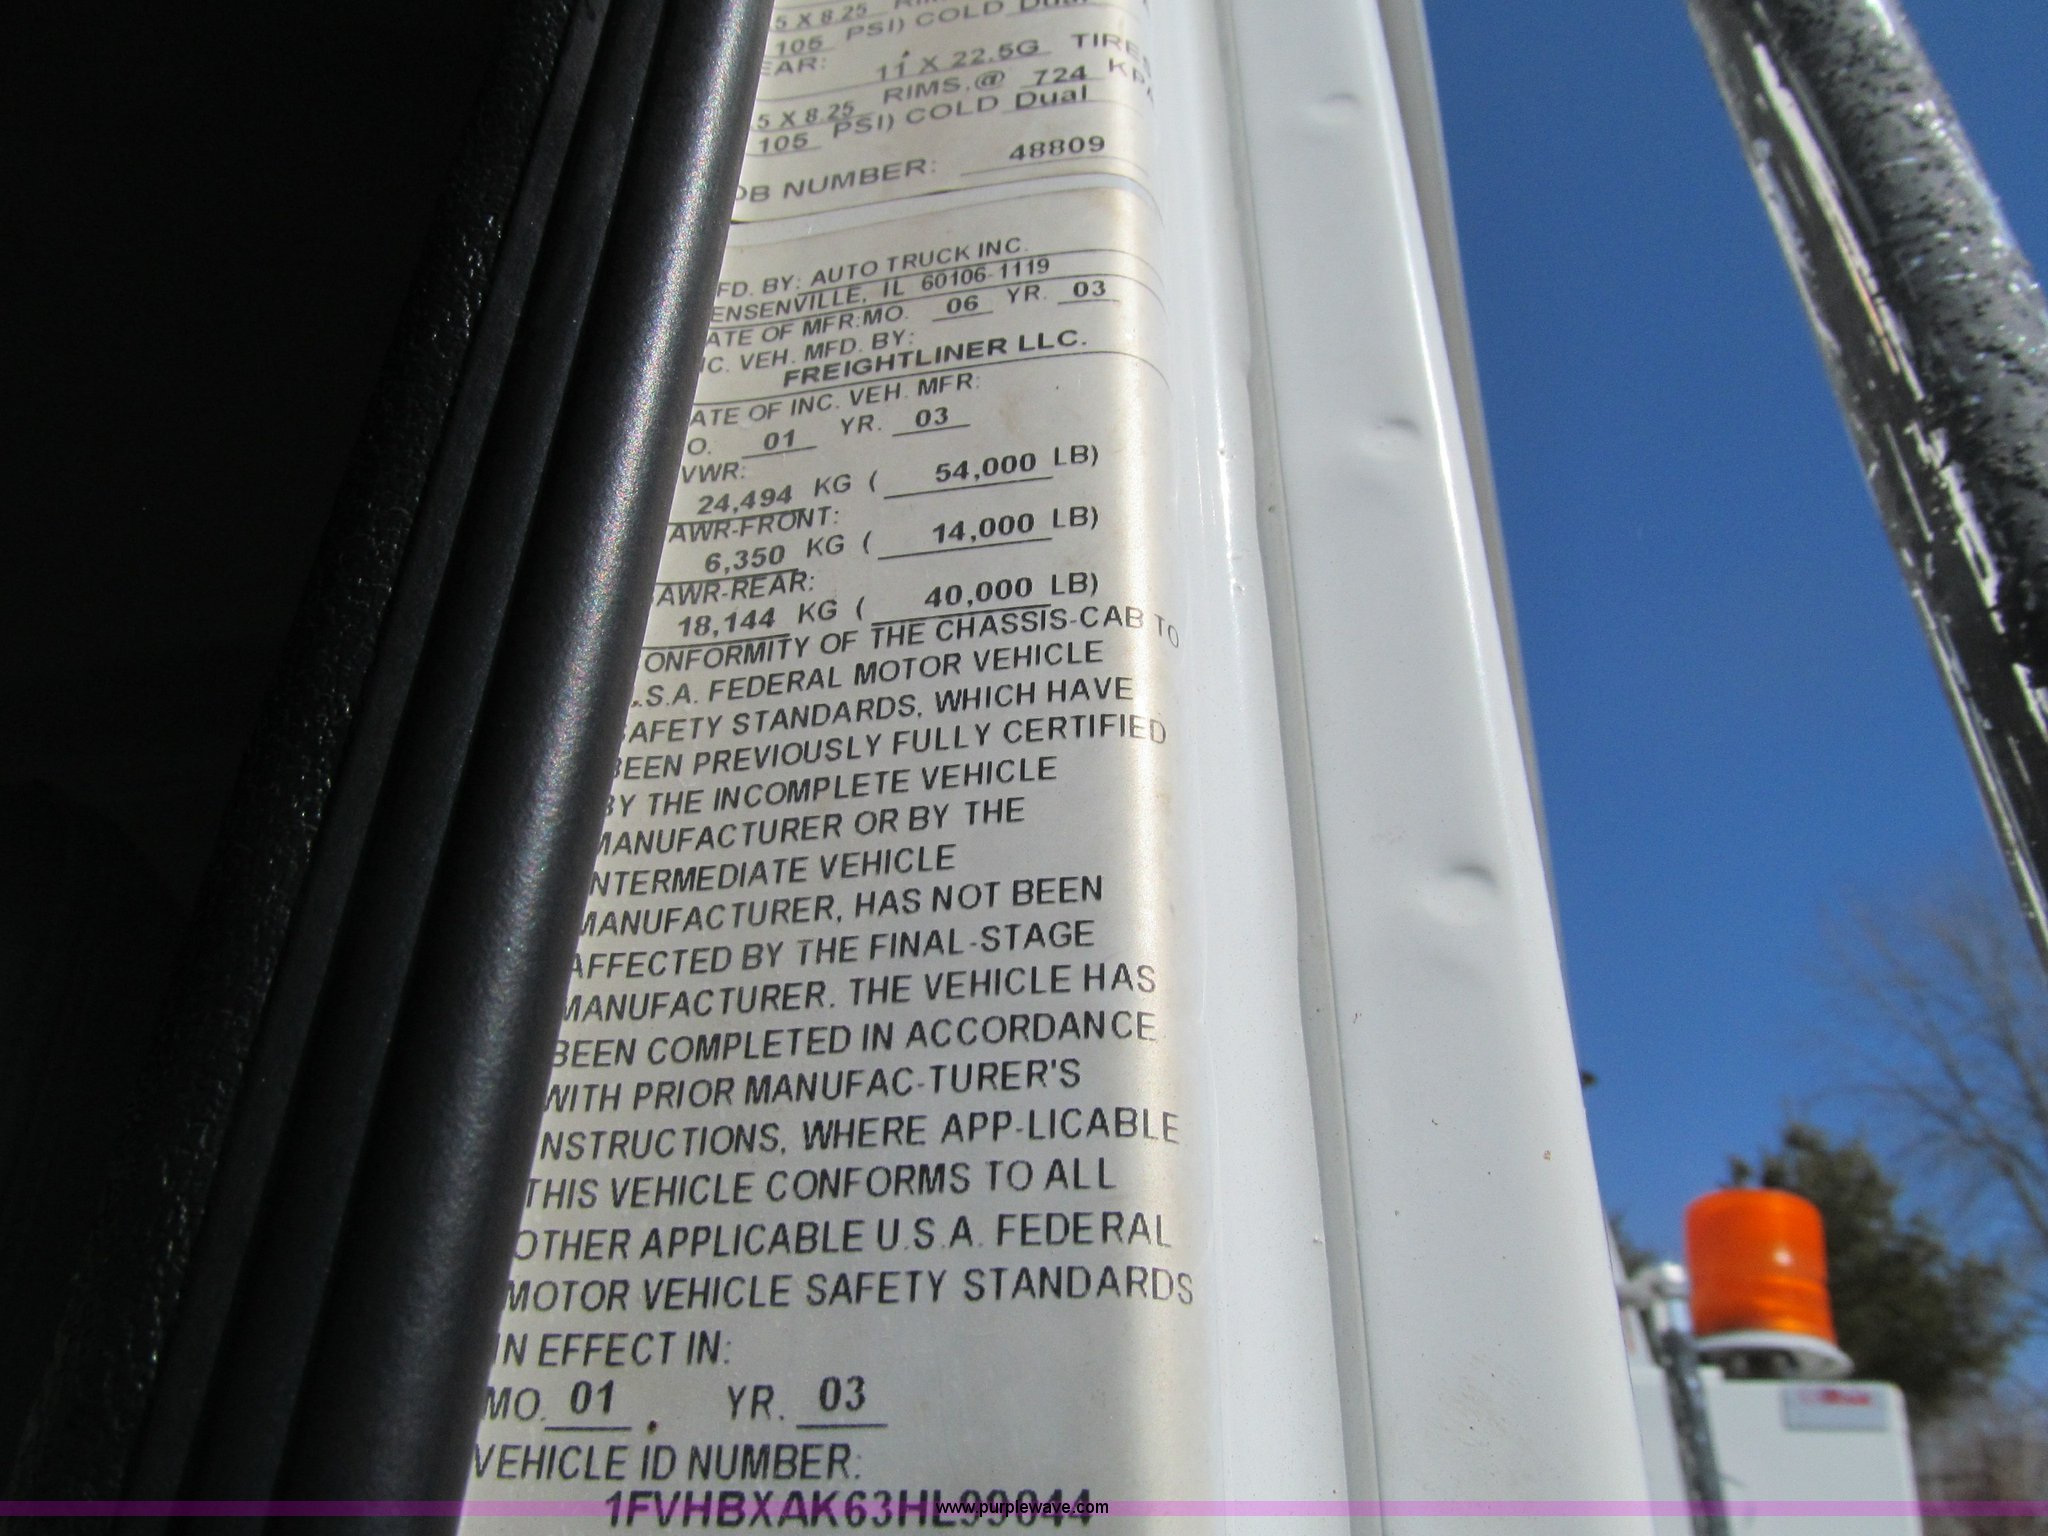 5 X 8.25
105 PSI) COLD Dual
EAR: 11 X 22.5G TIRES
5 X 8.25 RIMS.@ 724 KPA
105 PSI) COLD Dual
OB NUMBER: 48809
FD. BY: AUTO TRUCK INC.
ENSENVILLE, IL 60106-1119
ATE OF MFR:MO. 06 YR. 03
C. VEH. MFD. BY:
FREIGHTLINER LLC.
ATE OF INC. VEH. MFR:
O. 01 YR. 03
VWR:
24,494 KG ( 54,000 LB)
AWR-FRONT:
6,350 KG ( 14,000 LB)
AWR-REAR:
18,144 KG ( 40,000 LB)
ONFORMITY OF THE CHASSIS-CAB TO
.S.A. FEDERAL MOTOR VEHICLE
AFETY STANDARDS, WHICH HAVE
BEEN PREVIOUSLY FULLY CERTIFIED
BY THE INCOMPLETE VEHICLE
MANUFACTURER OR BY THE
NTERMEDIATE VEHICLE
MANUFACTURER, HAS NOT BEEN
AFFECTED BY THE FINAL-STAGE
MANUFACTURER. THE VEHICLE HAS
BEEN COMPLETED IN ACCORDANCE
WITH PRIOR MANUFAC-TURER'S
NSTRUCTIONS, WHERE APP-LICABLE
THIS VEHICLE CONFORMS TO ALL
OTHER APPLICABLE U.S.A. FEDERAL
MOTOR VEHICLE SAFETY STANDARDS
IN EFFECT IN:
MO. 01 YR. 03
VEHICLE ID NUMBER:
1FVHBXAK63HL99044
www.purplewave.com